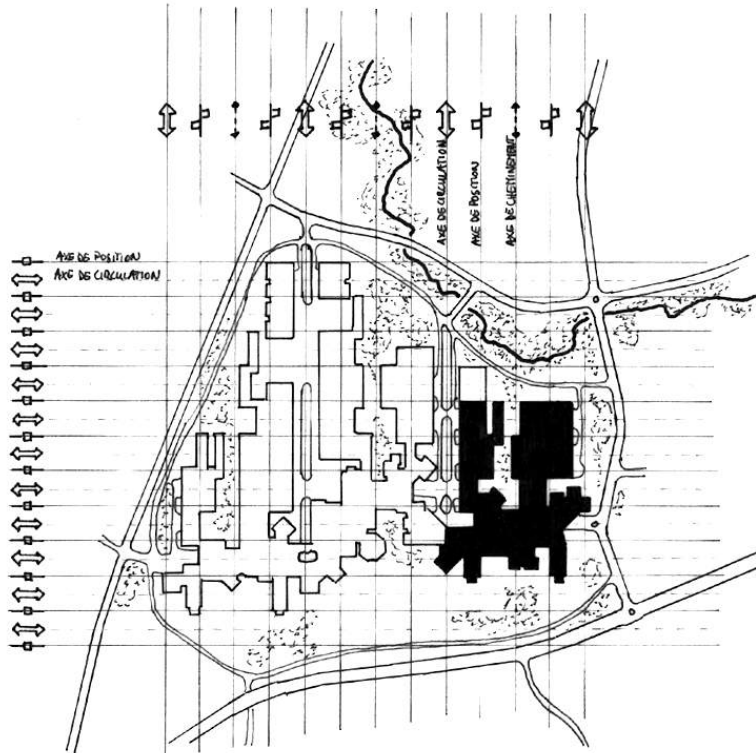 AXE DE CIRCULATION
AXE DE POSITION
AXE DE CHEMINEMENT
AXE DE POSITION
AXE DE CIRCULATION